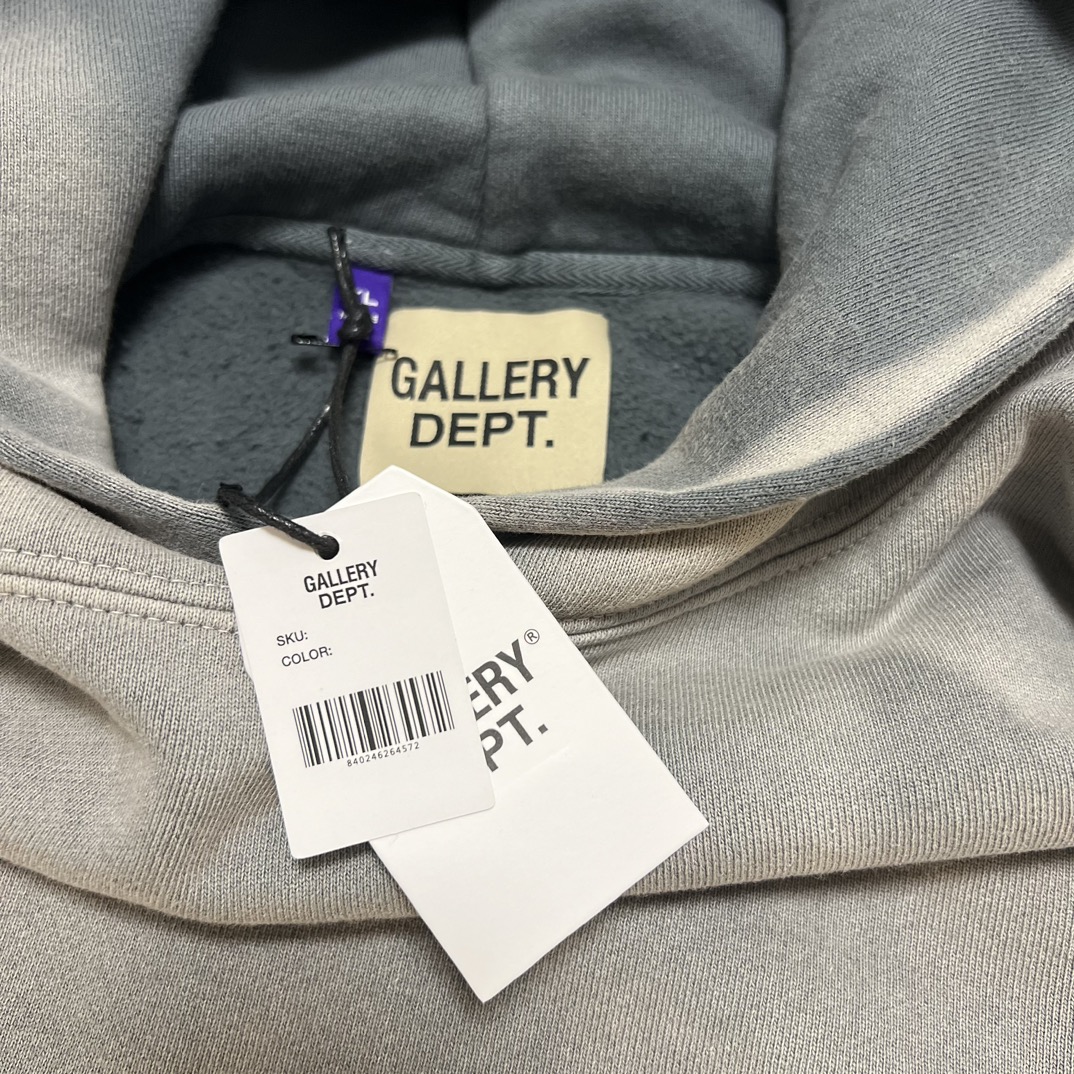 GALLERY
DEPT.
GALLERY
DEPT.
SKU:
COLOR:
840246264572
ERY®
PT.